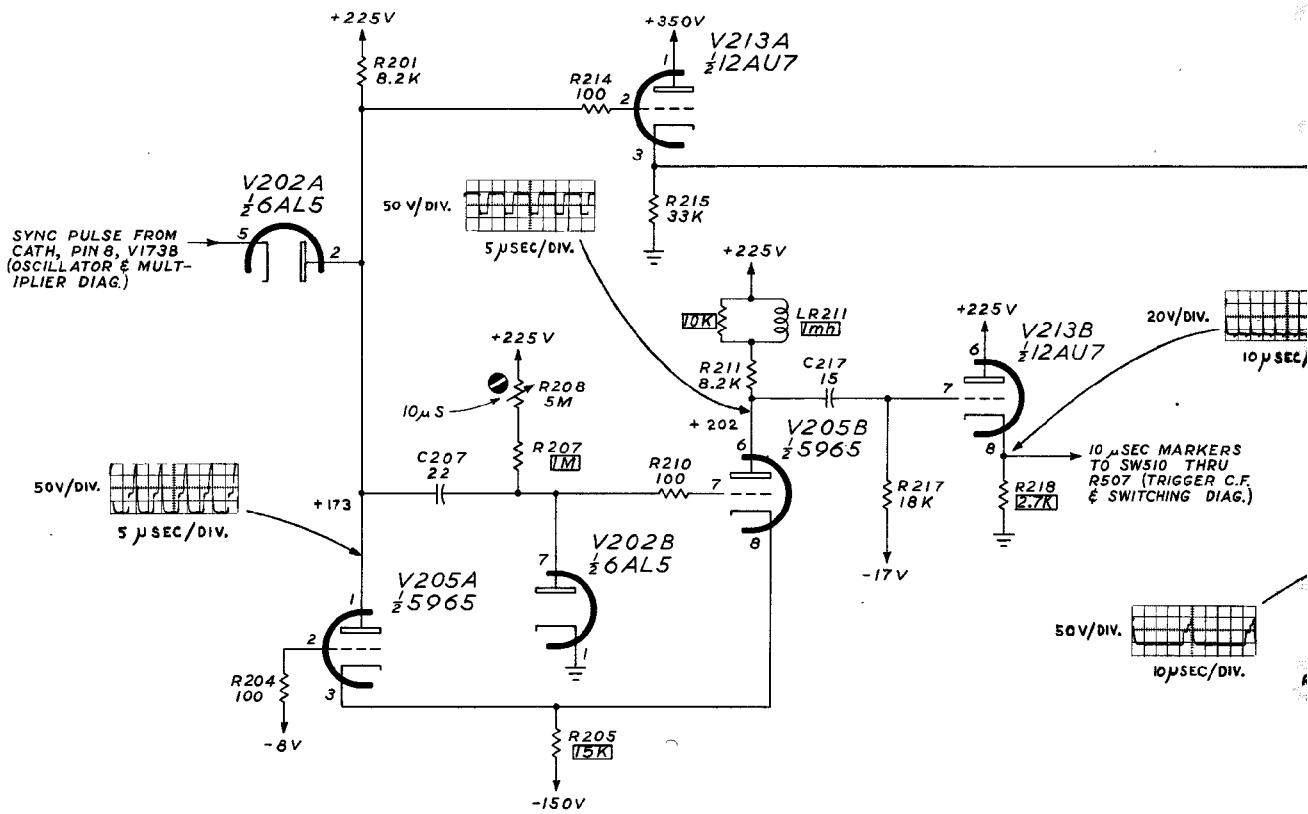 +225V
R201
8.2K
+350V
1
V213A
½12AU7
R214
100
2
3
V202A
½6AL5
5
2
SYNC PULSE FROM
CATH, PIN 8, V173B
(OSCILLATOR & MULT-
IPLIER DIAG.)
50 V/DIV.
5 µSEC/DIV.
R215
33K
+225V
10K
LR211
1mh
+225V
R208
5M
10µS
R211
8.2K
C217
15
+225V
6
V213B
½12AU7
7
8
20V/DIV.
10 µSEC/
+202
6
V205B
½5965
R207
1M
C207
22
R210
100
7
8
R217
18K
-17V
10 µSEC MARKERS
TO SW510 THRU
R507 (TRIGGER C.F.
& SWITCHING DIAG.)
R218
2.7K
50V/DIV.
5 µSEC/DIV.
+173
V202B
½6AL5
7
1
1
V205A
½5965
2
3
R204
100
-8V
R205
15K
-150V
50V/DIV.
10µSEC/DIV.